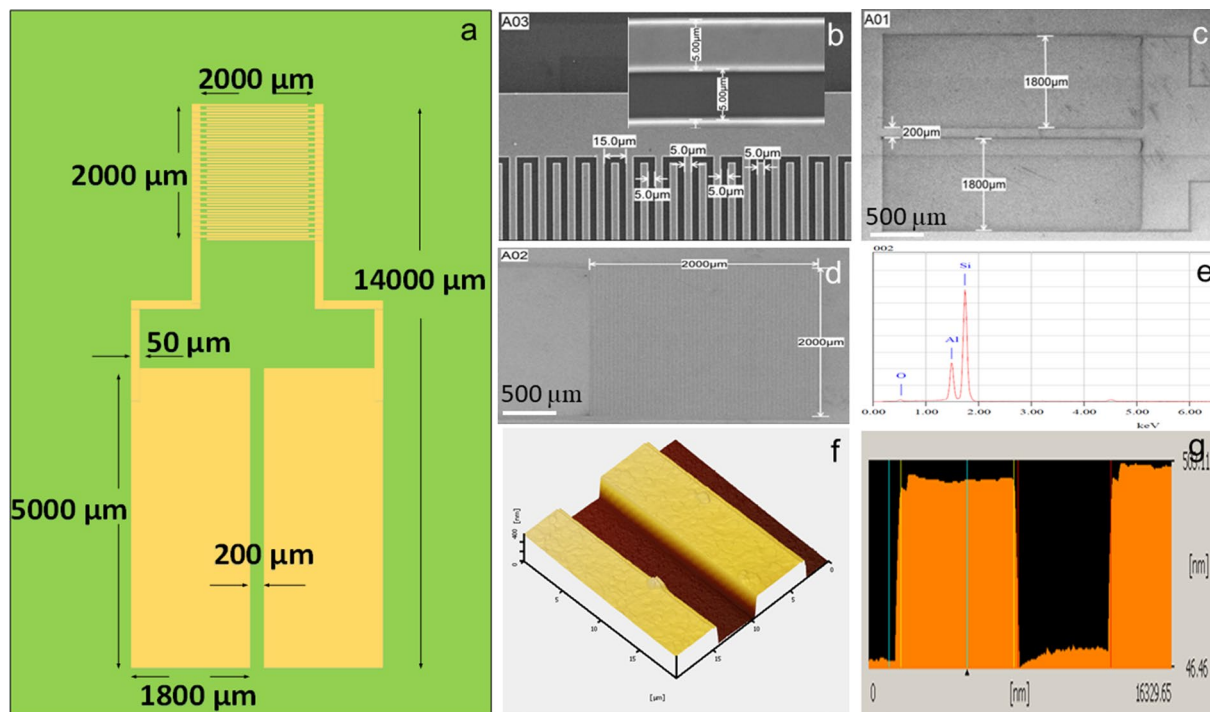 a
2000 µm
2000 µm
14000 µm
50 µm
5000 µm
200 µm
1800 µm
A03
b
5.00µm
5.00µm
15.0µm
5.0µm
5.0µm
5.0µm
5.0µm
A01
c
1800µm
200µm
1800µm
500 µm
A02
d
2000µm
2000µm
500 µm
002
e
Si
Al
O
0.00
1.00
2.00
3.00
4.00
5.00
6.00
keV
f
[nm]
400
0
0
5
5
10
10
15
15
[µm]
g
[nm]
46.46
0
[nm]
16329.65